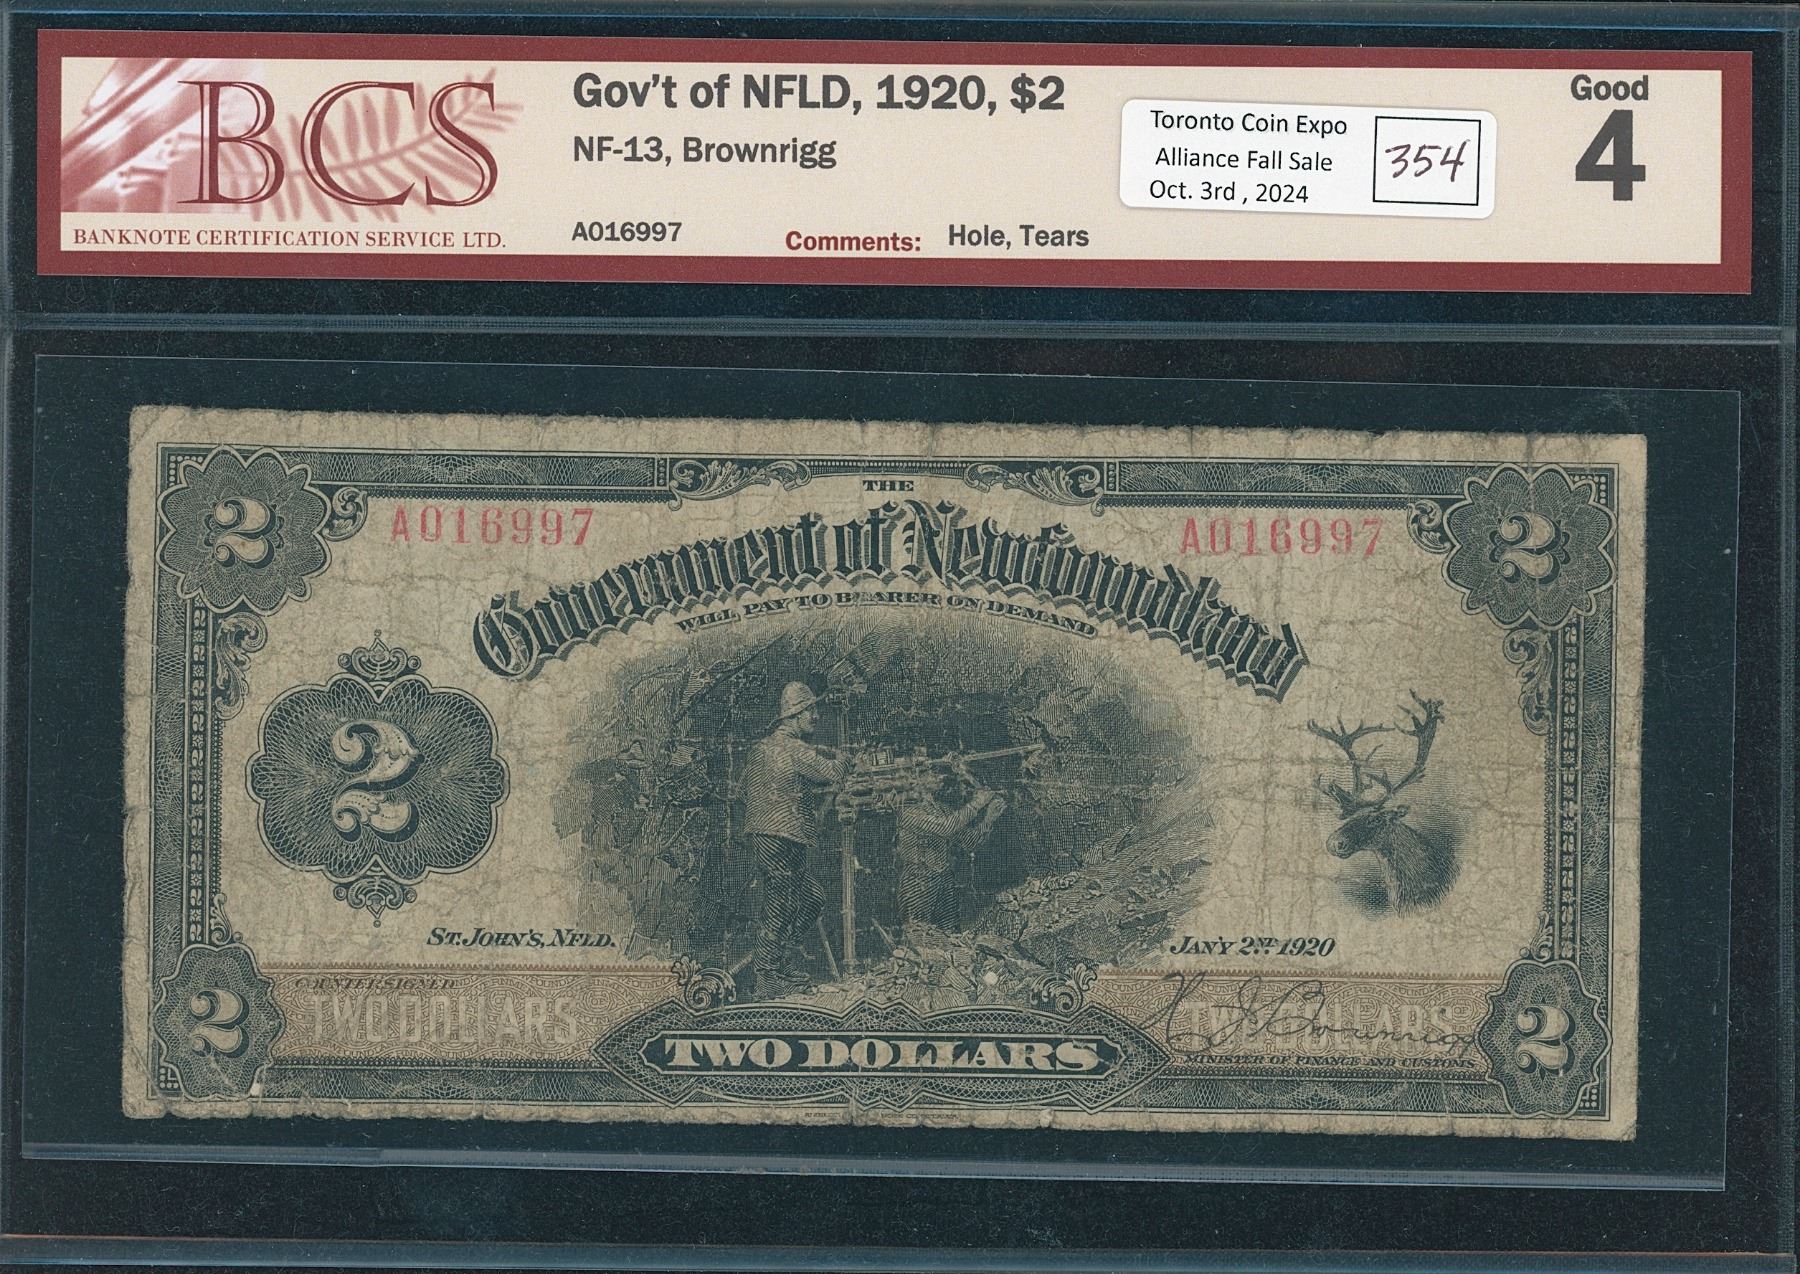 BCS
BANKNOTE CERTIFICATION SERVICE LTD.
Gov't of NFLD, 1920, $2
NF-13, Brownrigg
A016997
Comments: Hole, Tears
Toronto Coin Expo
Alliance Fall Sale
Oct. 3rd , 2024
354
Good
4
2
2
THE
A016997
A016997
Government of Newfoundland
WILL PAY TO BEARER ON DEMAND
2
ST. JOHN'S, NFLD.
JAN'Y 2ND 1920
COUNTERSIGNED
TWO DOLLARS
TWO DOLLARS
2
TWO DOLLARS
2
MINISTER OF FINANCE AND CUSTOMS